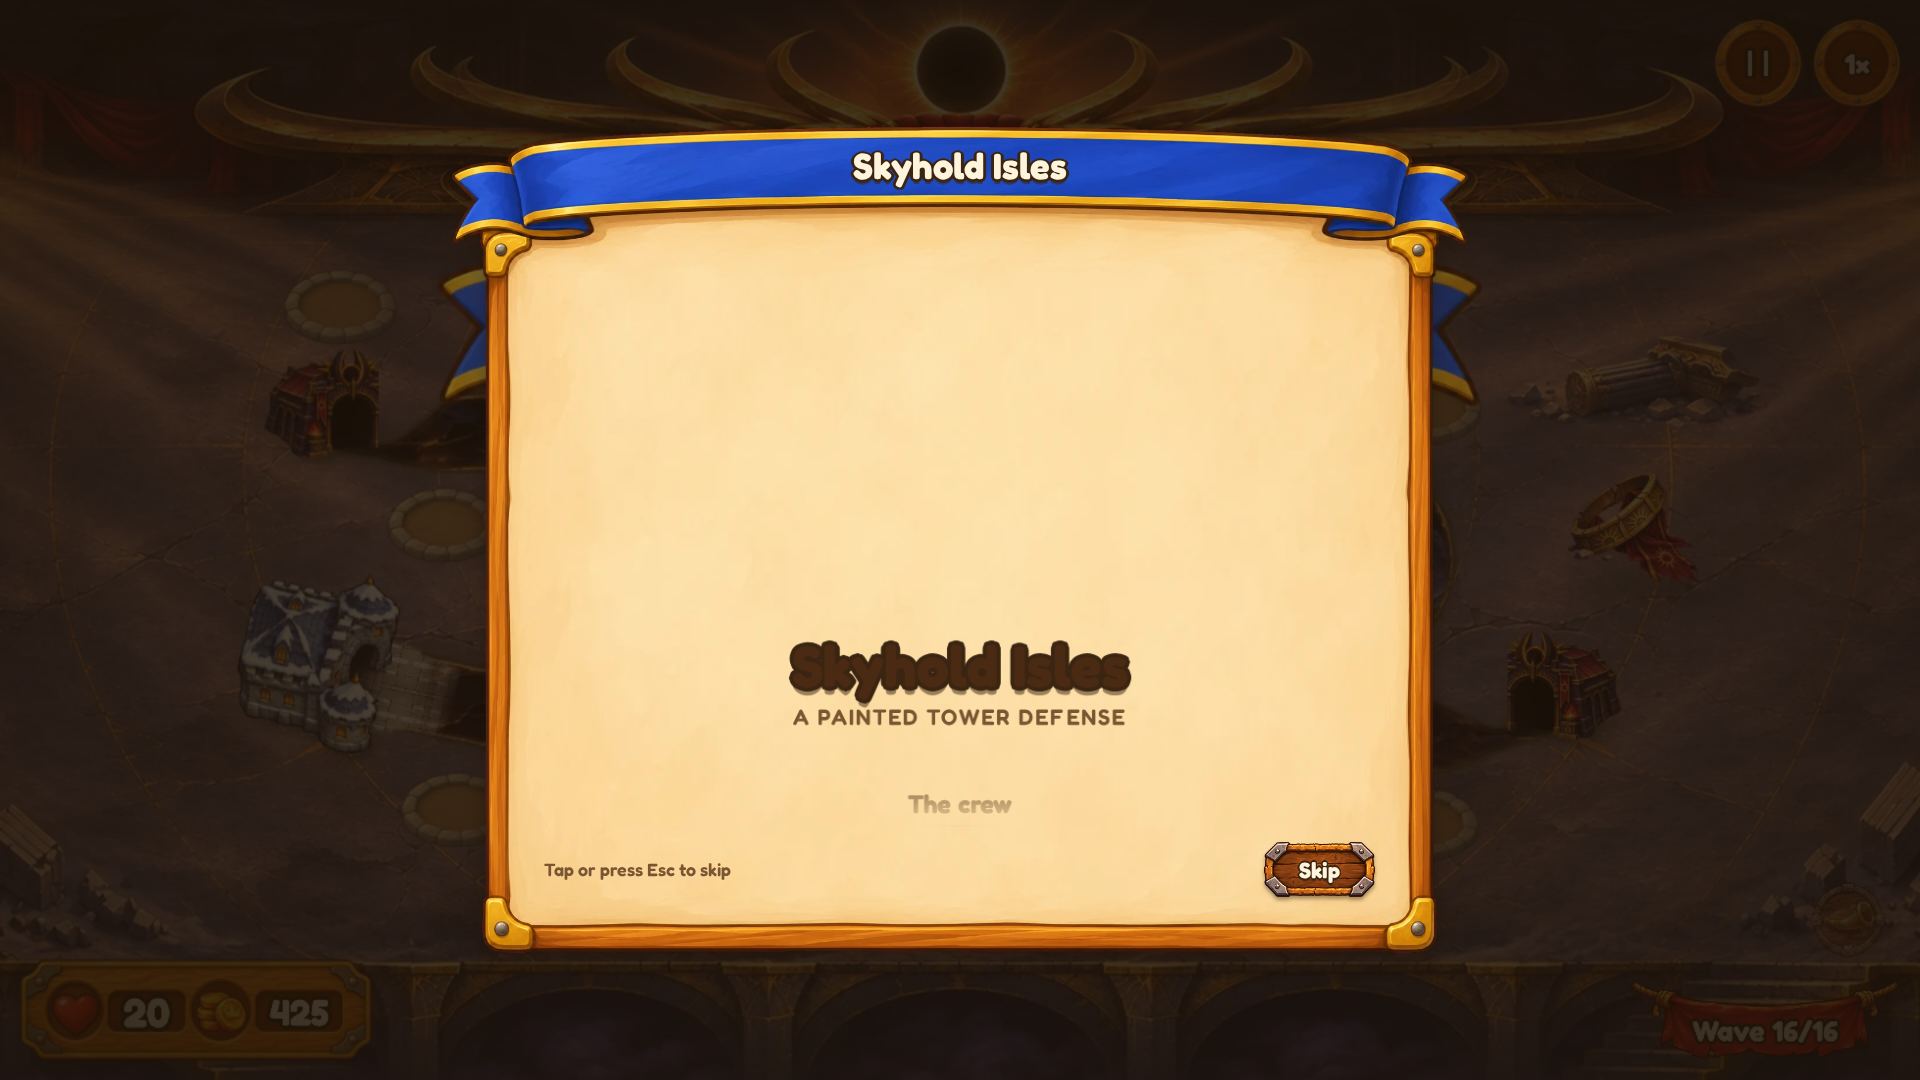 1x
Skyhold Isles
Skyhold Isles
A PAINTED TOWER DEFENSE
The crew
Tap or press Esc to skip
Skip
20
425
Wave 16/16